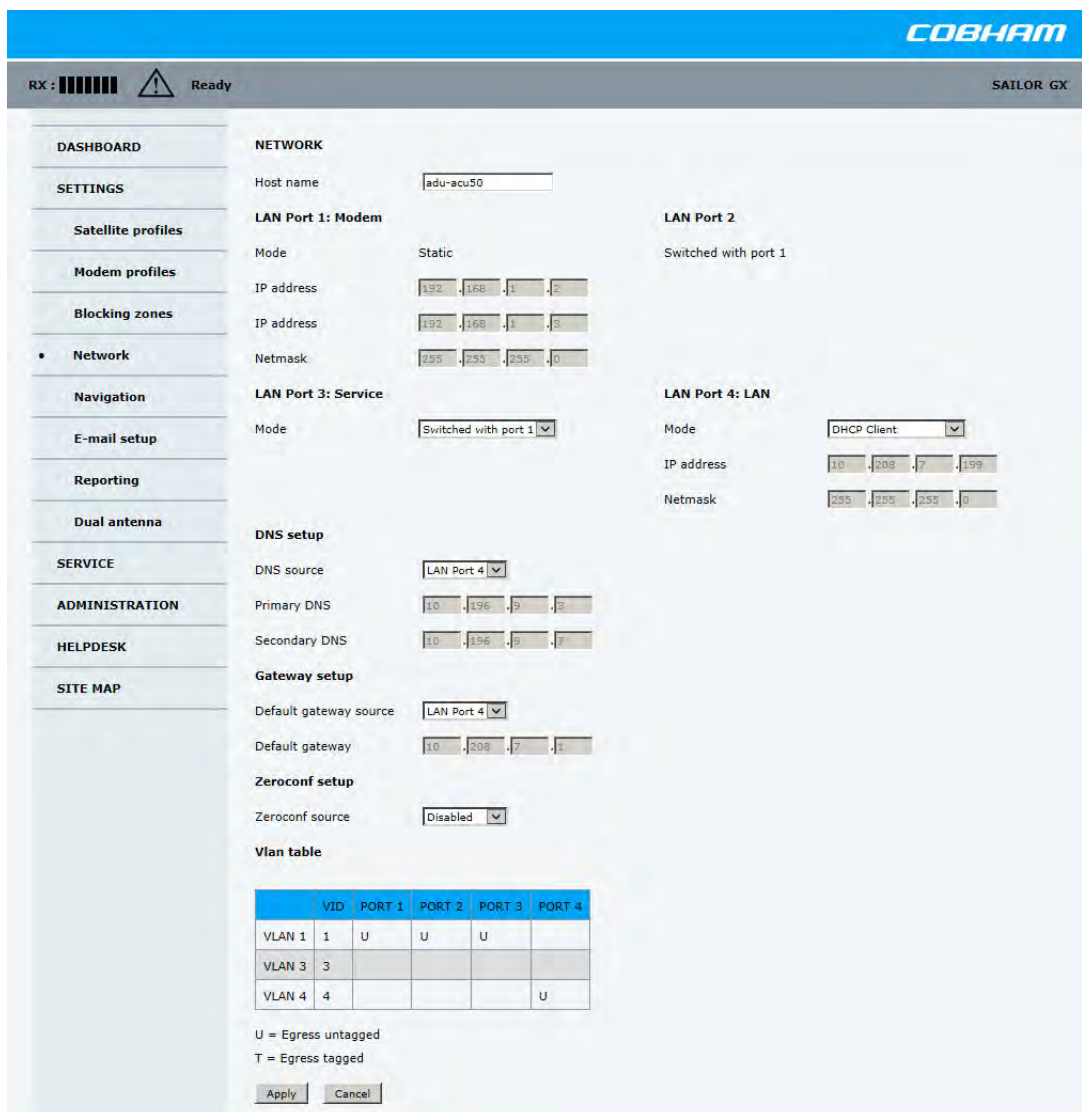 COBHAM
RX :
Ready
SAILOR GX
DASHBOARD
SETTINGS
Satellite profiles
Modem profiles
Blocking zones
• Network
Navigation
E-mail setup
Reporting
Dual antenna
SERVICE
ADMINISTRATION
HELPDESK
SITE MAP
NETWORK
Host name adu-acu50
LAN Port 1: Modem
Mode Static
IP address 192 .168 .1 .2
IP address 192 .168 .1 .3
Netmask 255 .255 .255 .0
LAN Port 2
Switched with port 1
LAN Port 3: Service
Mode Switched with port 1
LAN Port 4: LAN
Mode DHCP Client
IP address 10 .208 .7 .199
Netmask 255 .255 .255 .0
DNS setup
DNS source LAN Port 4
Primary DNS 10 .196 .9 .3
Secondary DNS 10 .196 .9 .7
Gateway setup
Default gateway source LAN Port 4
Default gateway 10 .208 .7 .1
Zeroconf setup
Zeroconf source Disabled
Vlan table
VID PORT 1 PORT 2 PORT 3 PORT 4
VLAN 1 1 U U U
VLAN 3 3
VLAN 4 4 U
U = Egress untagged
T = Egress tagged
Apply Cancel